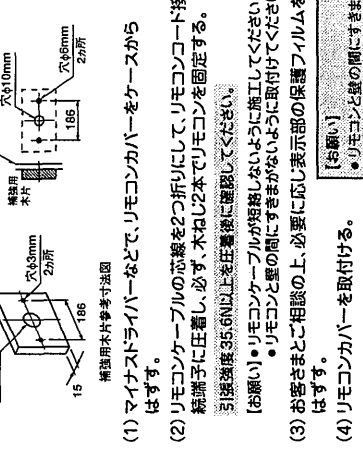 穴φ10mm
穴φ6mm
2ヵ所
補強用
木片
186
穴φ3mm
2ヵ所
186
15
補強用木片参考寸法図
(1) マイナスドライバーなどで、リモコンカバーをケースから
はずす。
(2) リモコンケーブルの芯線を2つ折りにして、リモコンコード接
続端子に圧着し、必ず、木ねじ2本でリモコンを固定する。
引張強度35.6N以上を圧着後に確認してください。
【お願い】●リモコンケーブルが短絡しないように施工してください
●リモコンと壁の間にすきまがないように取付けてくださ
(3) お客さまとご相談の上、必要に応じ表示部の保護フィルムを
はずす。
(4) リモコンカバーを取付ける。
【お願い】
●リモコンと壁の間にすきま